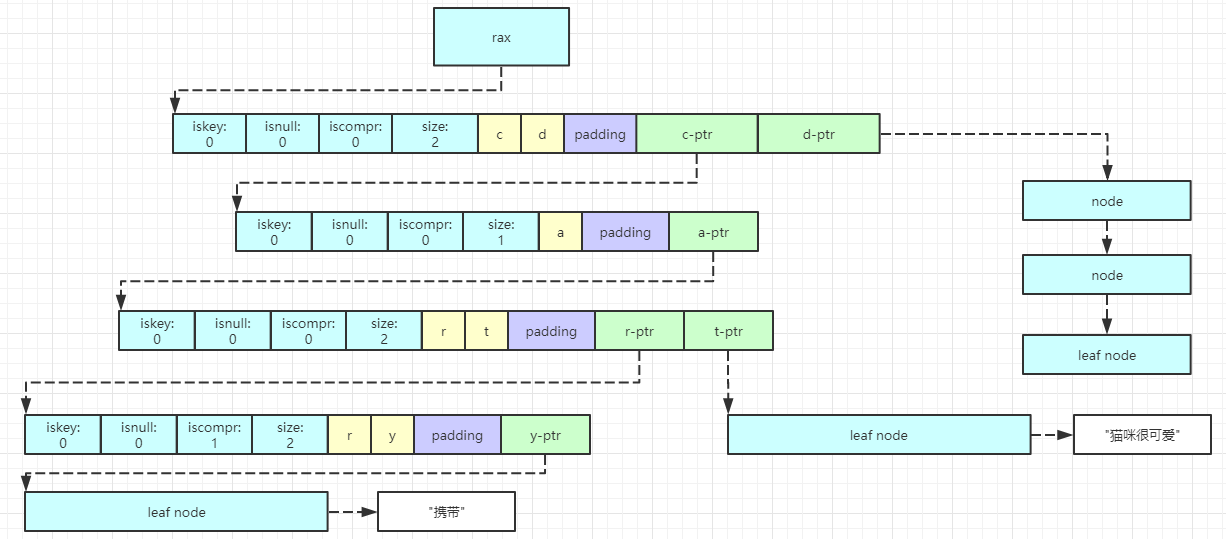 rax
iskey: 0
isnull: 0
iscompr: 0
size: 2
c
d
padding
c-ptr
d-ptr
node
iskey: 0
isnull: 0
iscompr: 0
size: 1
a
padding
a-ptr
node
iskey: 0
isnull: 0
iscompr: 0
size: 2
r
t
padding
r-ptr
t-ptr
leaf node
iskey: 0
isnull: 0
iscompr: 1
size: 2
r
y
padding
y-ptr
leaf node
"猫咪很可爱"
leaf node
"携带"